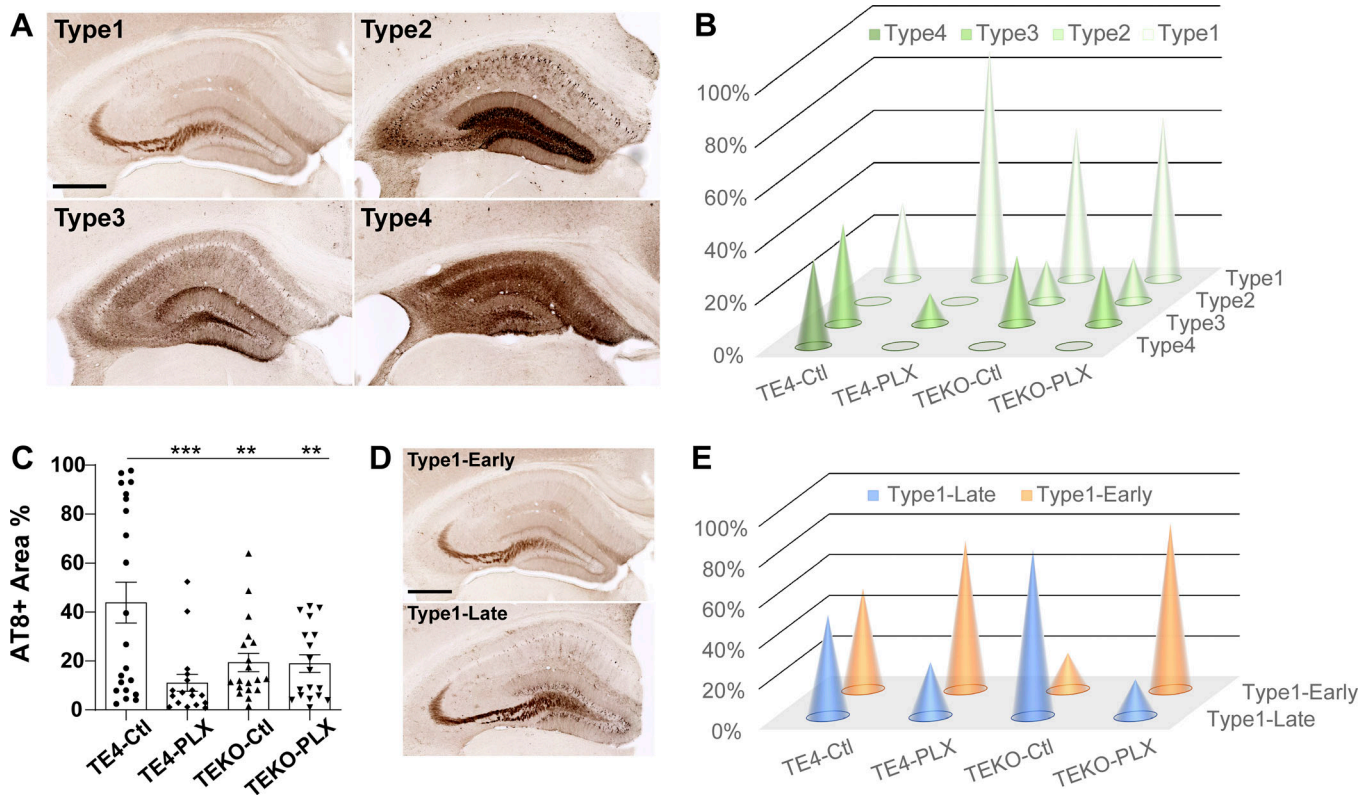 A
Type1
Type2
Type3
Type4
B
Type4 Type3 Type2 Type1
100%
80%
60%
40%
20%
0%
Type1
Type2
Type3
Type4
TE4-Ctl
TE4-PLX
TEKO-Ctl
TEKO-PLX
C
*** ** **
AT8+ Area %
100
80
60
40
20
0
TE4-Ctl
TE4-PLX
TEKO-Ctl
TEKO-PLX
D
Type1-Early
Type1-Late
E
Type1-Late Type1-Early
100%
80%
60%
40%
20%
0%
Type1-Early
Type1-Late
TE4-Ctl
TE4-PLX
TEKO-Ctl
TEKO-PLX